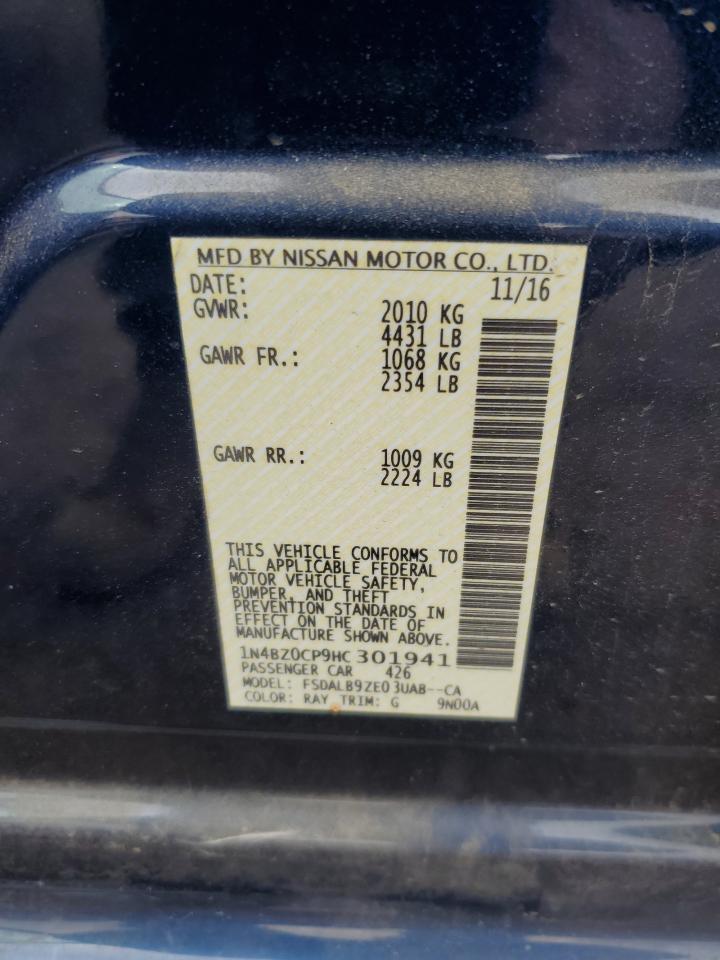 MFD BY NISSAN MOTOR CO., LTD.
DATE: 11/16
GVWR: 2010 KG
4431 LB
GAWR FR.: 1068 KG
2354 LB
GAWR RR.: 1009 KG
2224 LB
THIS VEHICLE CONFORMS TO
ALL APPLICABLE FEDERAL
MOTOR VEHICLE SAFETY,
BUMPER, AND THEFT
PREVENTION STANDARDS IN
EFFECT ON THE DATE OF
MANUFACTURE SHOWN ABOVE.
1N4BZ0CP9HC301941
PASSENGER CAR 426
MODEL: FSDALB9ZE03UAB--CA
COLOR: RAY TRIM: G 9N00A